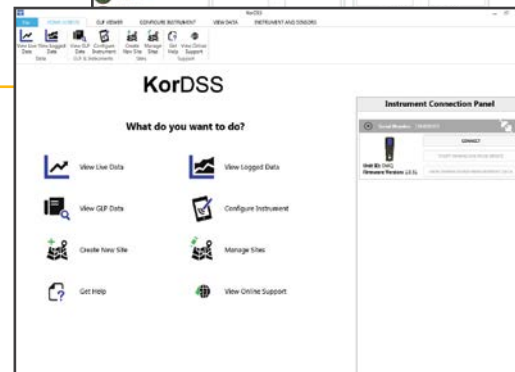 KorDSS
File HOME SCREEN GLP VIEWER CONFIGURE INSTRUMENT VIEW DATA INSTRUMENT AND SENSORS
View Live Data
View Logged Data
View GLP Data
Configure Instrument
Create New Site
Manage Sites
Get Help
View Online Support
Data
GLP & Instruments
Sites
Support
KorDSS
What do you want to do?
View Live Data
View Logged Data
View GLP Data
Configure Instrument
Create New Site
Manage Sites
Get Help
View Online Support
Instrument Connection Panel
CONNECT
Unit ID:
Firmware Version: